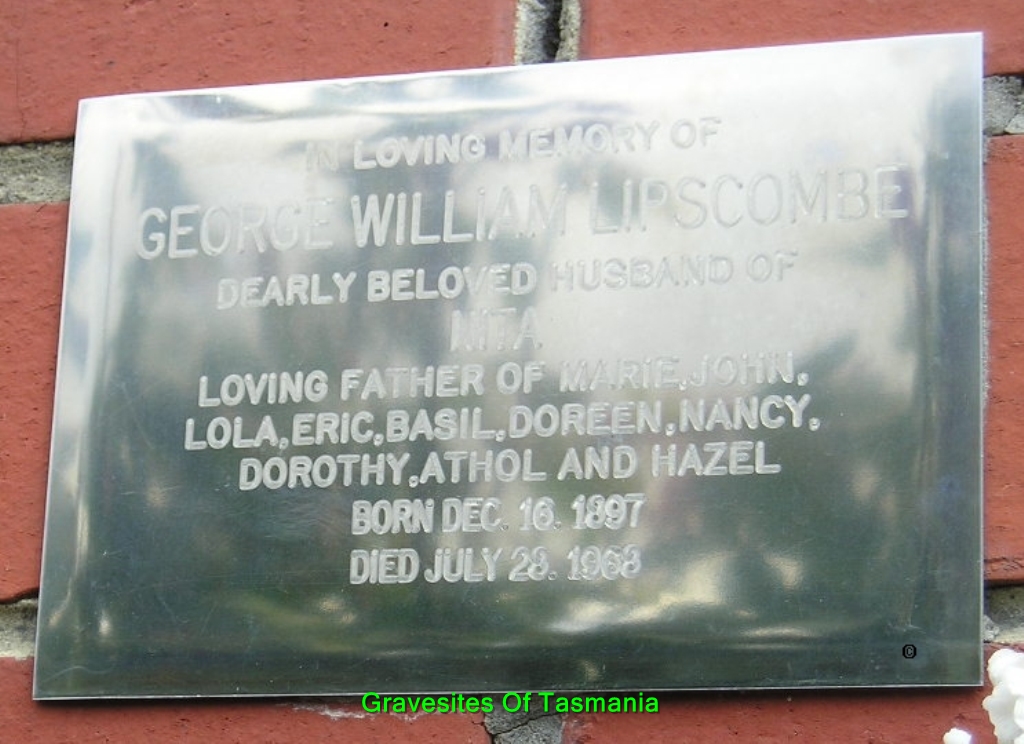 IN LOVING MEMORY OF
GEORGE WILLIAM LIPSCOMBE
DEARLY BELOVED HUSBAND OF
NITA
LOVING FATHER OF MARIE, JOHN,
LOLA, ERIC, BASIL, DOREEN, NANCY,
DOROTHY, ATHOL AND HAZEL
BORN DEC. 16. 1897
DIED JULY 28. 1968
©
Gravesites Of Tasmania